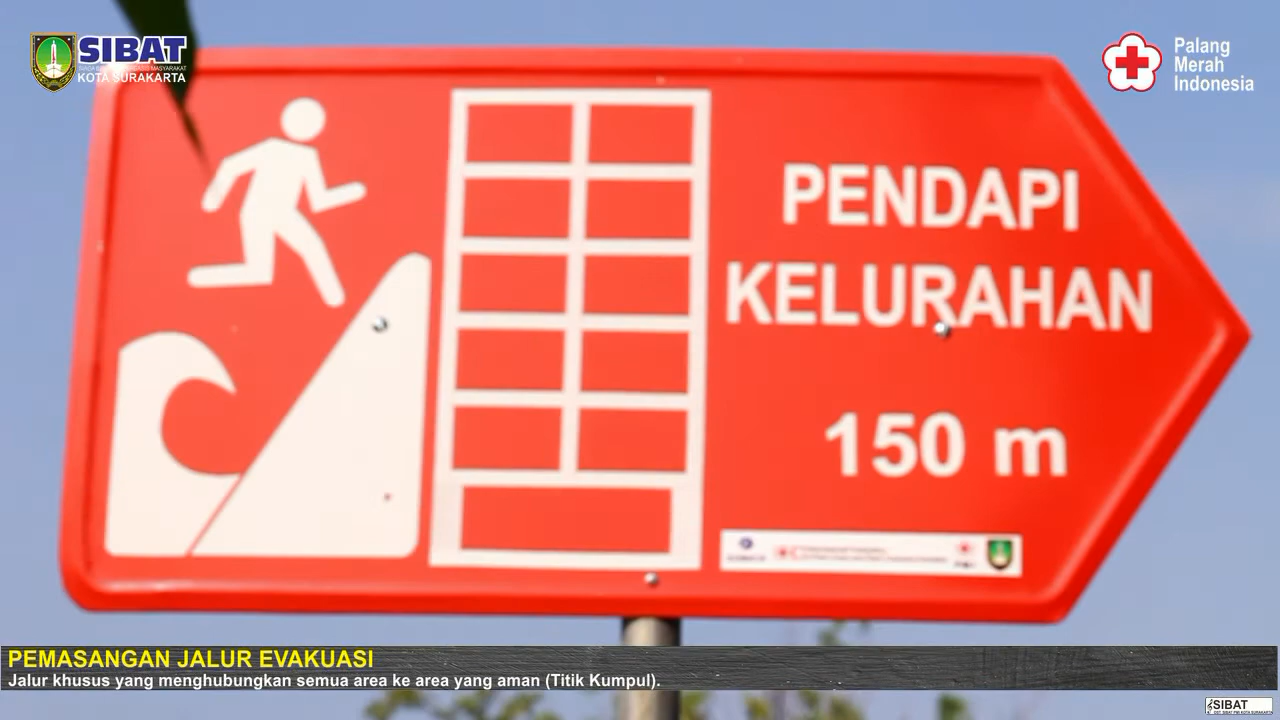 SIBAT
KOTA SURAKARTA
Palang
Merah
Indonesia
PENDAPI
KELURAHAN
150 m
PEMASANGAN JALUR EVAKUASI
Jalur khusus yang menghubungkan semua area ke area yang aman (Titik Kumpul).
SIBAT